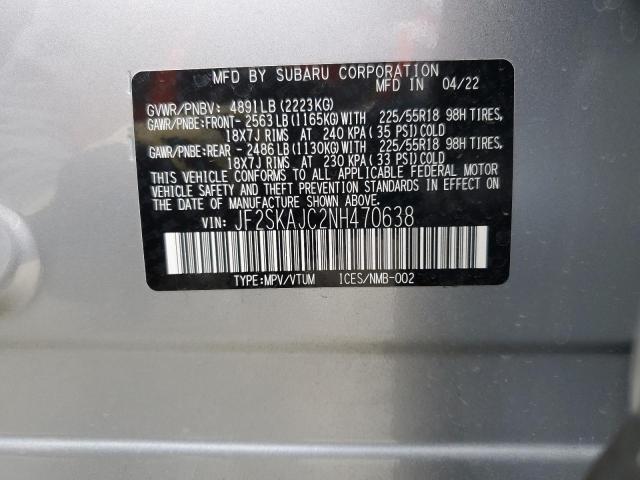 MFD BY SUBARU CORPORATION
MFD IN 04/22
GVWR/PNBV: 4891LB(2223KG)
GAWR/PNBE:FRONT- 2563LB(1165KG)WITH 225/55R18 98H TIRES,
18X7J RIMS AT 240 KPA(35 PSI)COLD
GAWR/PNBE:REAR - 2486LB(1130KG)WITH 225/55R18 98H TIRES,
18X7J RIMS AT 230 KPA(33 PSI)COLD
THIS VEHICLE CONFORMS TO ALL APPLICABLE FEDERAL MOTOR
VEHICLE SAFETY AND THEFT PREVENTION STANDARDS IN EFFECT ON
THE DATE OF MANUFACTURE SHOWN ABOVE.
VIN: JF2SKAJC2NH470638
TYPE:MPV/VTUM ICES/NMB-002